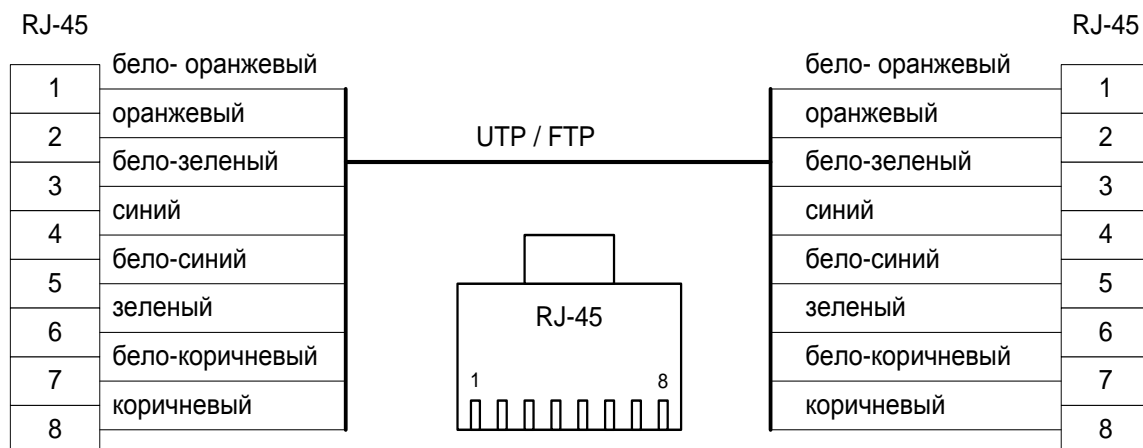 RJ-45
RJ-45
бело- оранжевый
бело- оранжевый
1
1
оранжевый
оранжевый
2
UTP / FTP
2
бело-зеленый
бело-зеленый
3
3
синий
синий
4
4
бело-синий
бело-синий
5
5
зеленый
RJ-45
зеленый
6
6
бело-коричневый
бело-коричневый
7
1
8
7
коричневый
коричневый
8
8